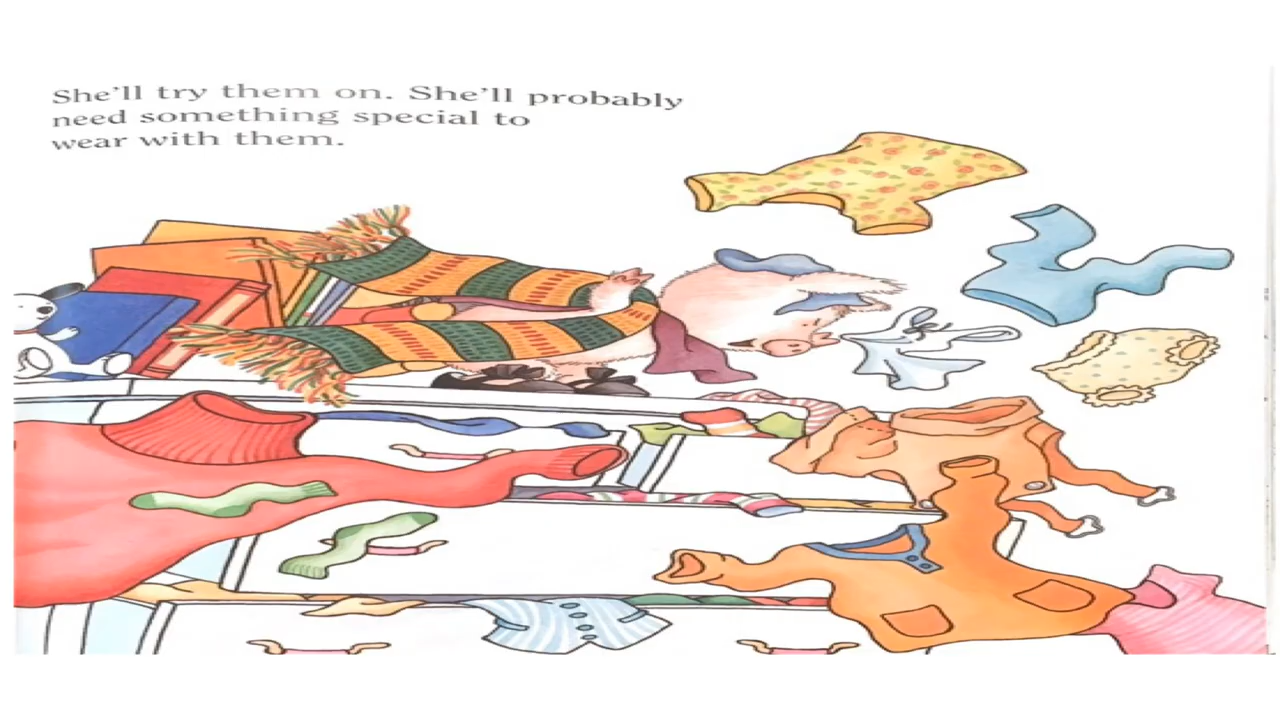 She'll try them on. She'll probably
need something special to
wear with them.